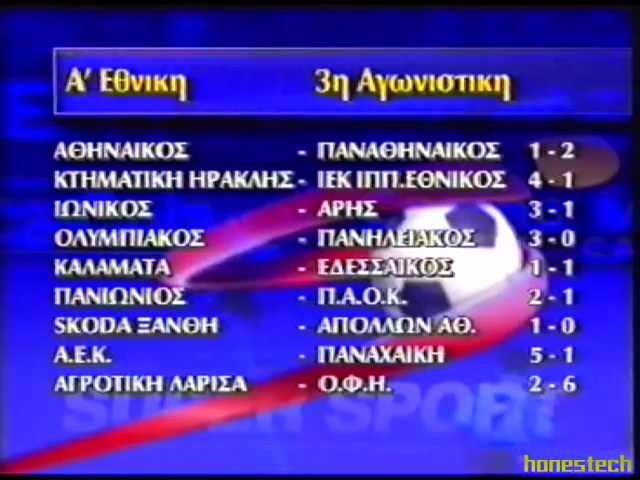 Α' Εθνικη 3η Αγωνιστικη
ΑΘΗΝΑΙΚΟΣ - ΠΑΝΑΘΗΝΑΙΚΟΣ 1 - 2
ΚΤΗΜΑΤΙΚΗ ΗΡΑΚΛΗΣ - ΙΕΚ ΙΠΠ.ΕΘΝΙΚΟΣ 4 - 1
ΙΩΝΙΚΟΣ - ΑΡΗΣ 3 - 1
ΟΛΥΜΠΙΑΚΟΣ - ΠΑΝΗΛΕΙΑΚΟΣ 3 - 0
ΚΑΛΑΜΑΤΑ - ΕΔΕΣΣΑΙΚΟΣ 1 - 1
ΠΑΝΙΩΝΙΟΣ - Π.Α.Ο.Κ. 2 - 1
SKODA ΞΑΝΘΗ - ΑΠΟΛΛΩΝ ΑΘ. 1 - 0
Α.Ε.Κ. - ΠΑΝΑΧΑΙΚΗ 5 - 1
ΑΓΡΟΤΙΚΗ ΛΑΡΙΣΑ - Ο.Φ.Η. 2 - 6
SUPER SPORT
honestech